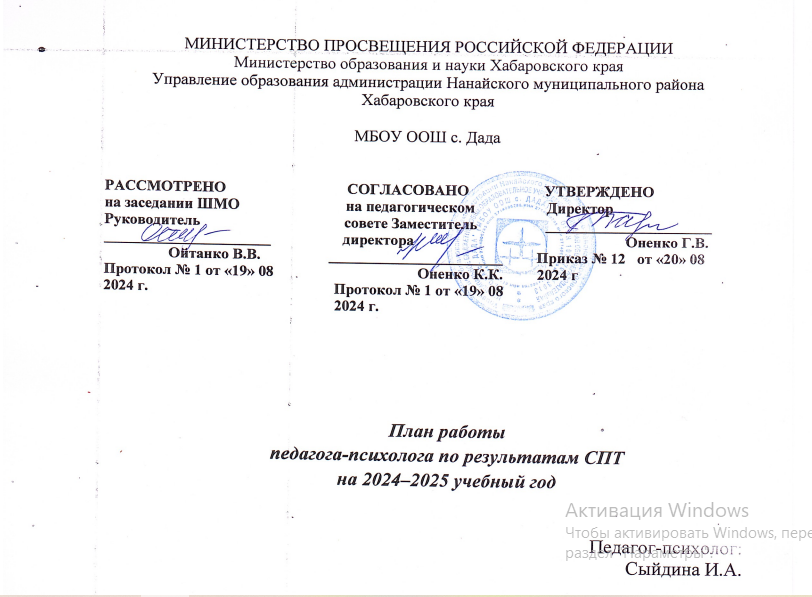 МИНИСТЕРСТВО ПРОСВЕЩЕНИЯ РОССИЙСКОЙ ФЕДЕРАЦИИ
Министерство образования и науки Хабаровского края
Управление образования администрации Нанайского муниципального района
Хабаровского края
МБОУ ООШ с. Дада
РАССМОТРЕНО
на заседании ШМО
Руководитель
Ойтанко В.В.
Протокол № 1 от «19» 08
2024 г.
СОГЛАСОВАНО
на педагогическом
совете Заместитель
директора
Оненко К.К.
Протокол № 1 от «19» 08
2024 г.
УТВЕРЖДЕНО
Директор
Оненко Г.В.
Приказ № 12 от «20» 08
2024 г
План работы
педагога-психолога по результатам СПТ
на 2024–2025 учебный год
Активация Windows
Чтобы активировать Windows, пере
раздел "Параметры".
Педагог-психолог:
Сыйдина И.А.